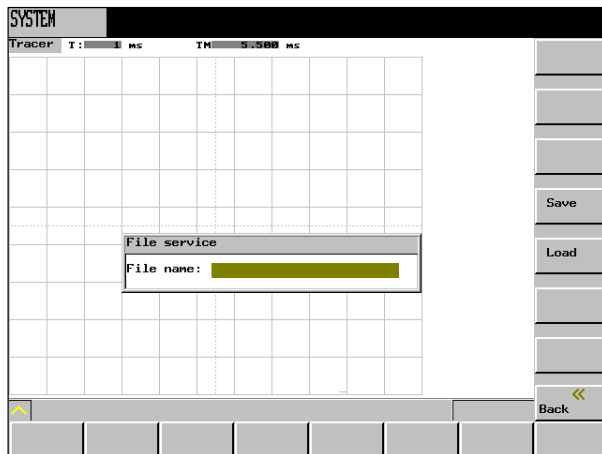 SYSTEM
Tracer T: 1 ms TM 5.500 ms
File service
File name:
Save
Load
Back